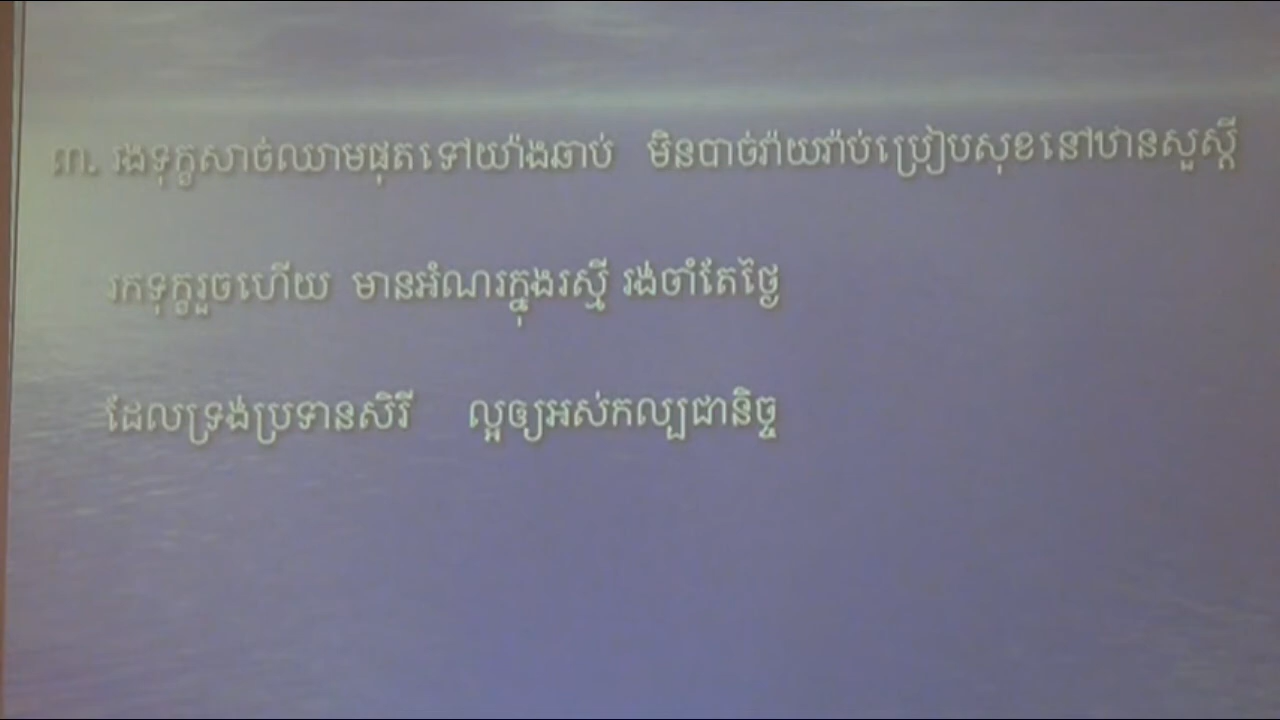 ៣. រងទុក្ខសាច់ឈាមផុតទៅយ៉ាងឆាប់ មិនបាច់រ៉ាយរ៉ាប់ប្រៀបសុខនៅឋានសួស្តី
រកទុក្ខរួចហើយ មានអំណរក្នុងរស្មី រង់ចាំតែថ្ងៃ
ដែលទ្រង់ប្រទានសិរី ល្អឲ្យអស់កល្បជានិច្ច